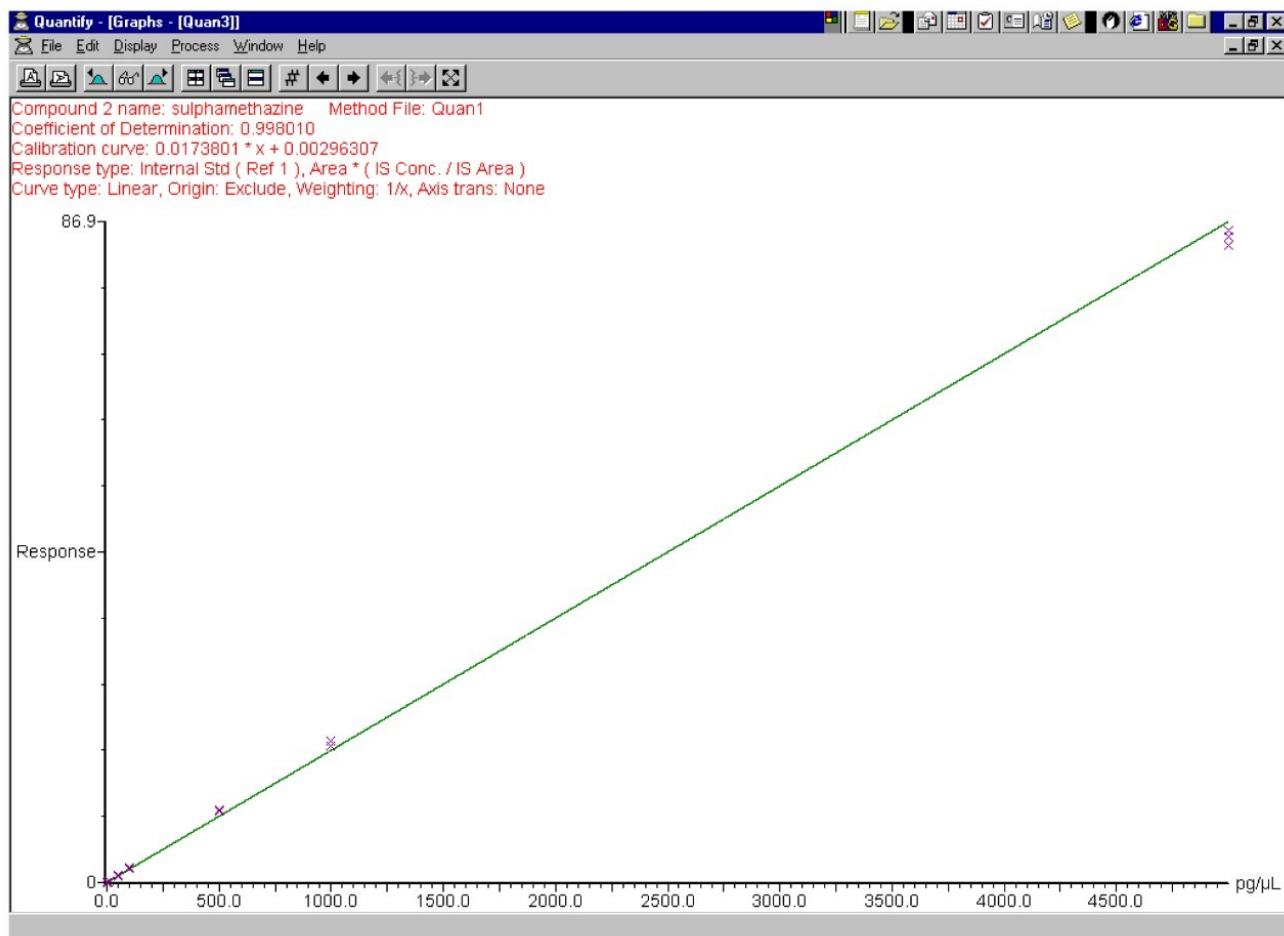 Quantify - [Graphs - [Quan3]]
File Edit Display Process Window Help
Compound 2 name: sulphamethazine Method File: Quan1
Coefficient of Determination: 0.998010
Calibration curve: 0.0173801 * x + 0.00296307
Response type: Internal Std ( Ref 1 ), Area * ( IS Conc. / IS Area )
Curve type: Linear, Origin: Exclude, Weighting: 1/x, Axis trans: None
86.9
Response
0
0.0 500.0 1000.0 1500.0 2000.0 2500.0 3000.0 3500.0 4000.0 4500.0 pg/µL